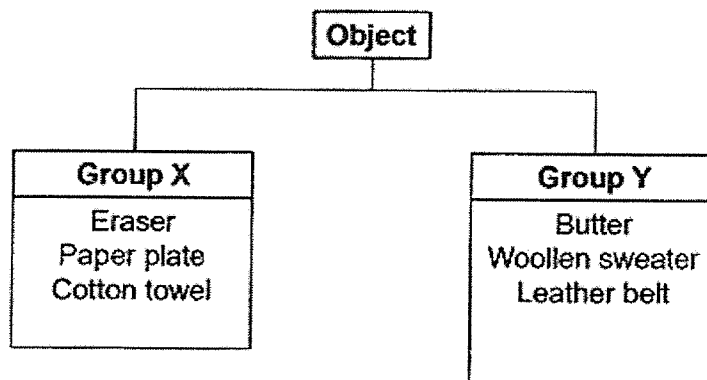 Object
Group X
Eraser
Paper plate
Cotton towel
Group Y
Butter
Woollen sweater
Leather belt